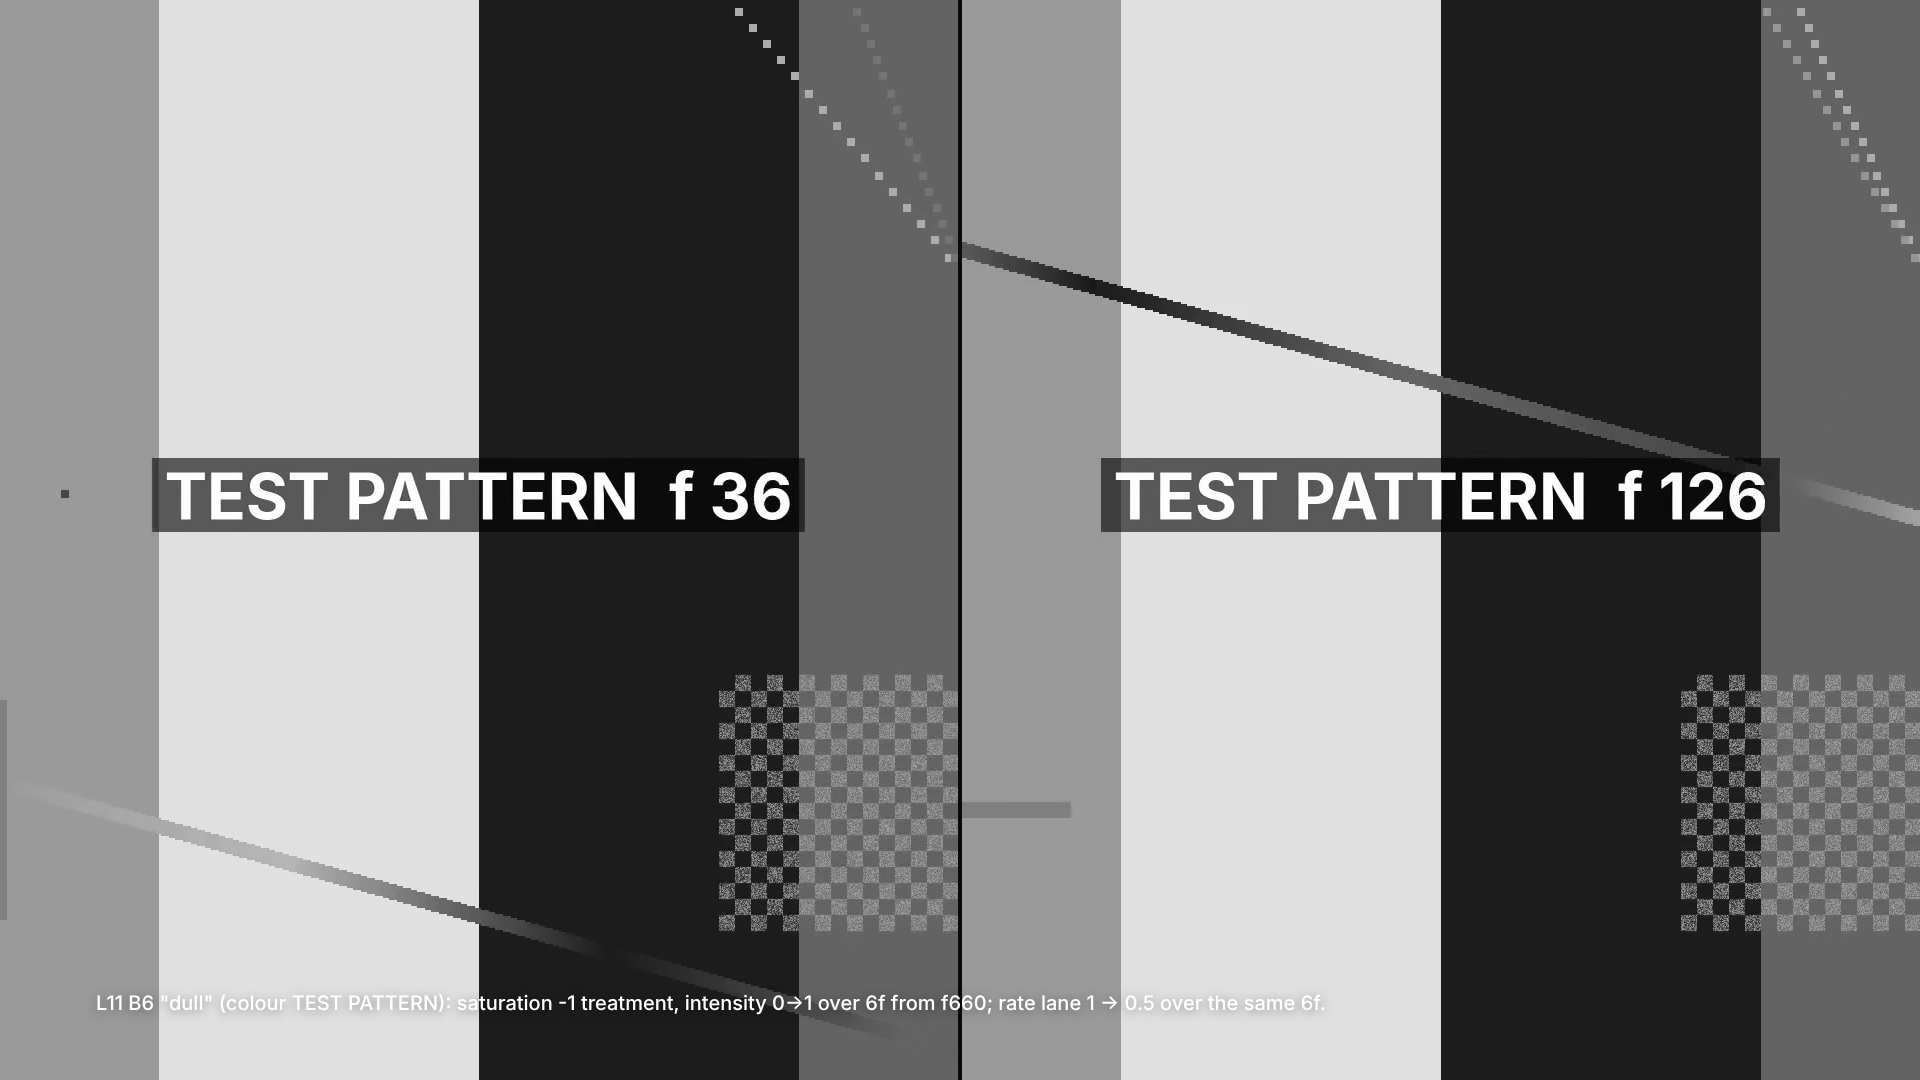 TEST PATTERN f 36
TEST PATTERN f 126
L11 B6 "dull" (colour TEST PATTERN): saturation -1 treatment, intensity 0→1 over 6f from f660; rate lane 1 → 0.5 over the same 6f.